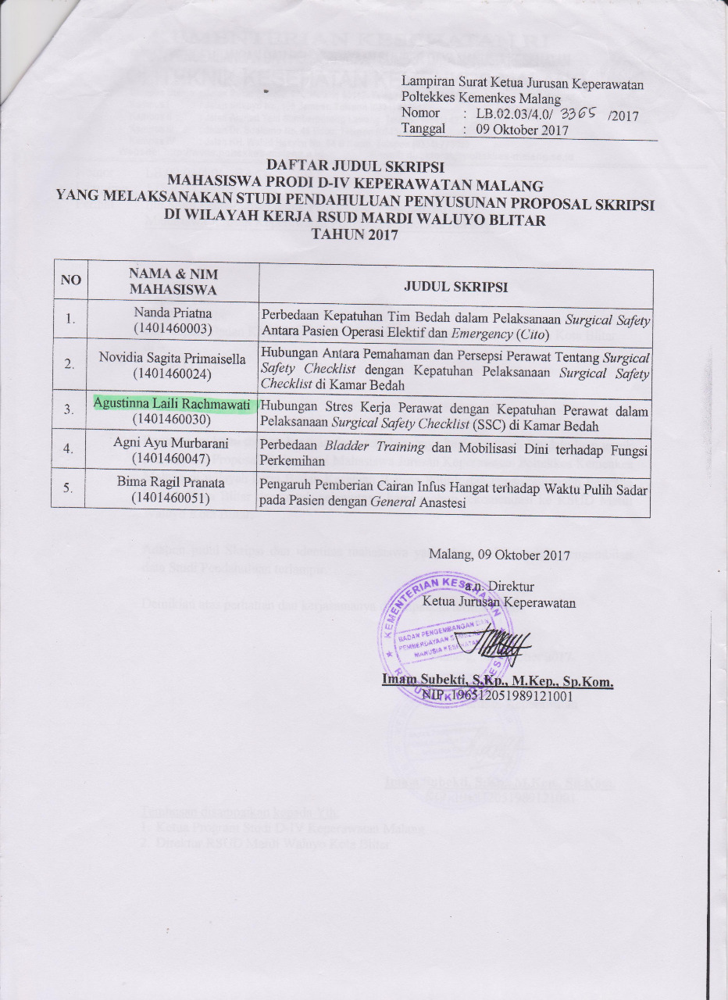 Lampiran Surat Ketua Jurusan Keperawatan
Poltekkes Kemenkes Malang
Nomor : LB.02.03/4.0/ 3365 /2017
Tanggal : 09 Oktober 2017
DAFTAR JUDUL SKRIPSI
MAHASISWA PRODI D-IV KEPERAWATAN MALANG
YANG MELAKSANAKAN STUDI PENDAHULUAN PENYUSUNAN PROPOSAL SKRIPSI
DI WILAYAH KERJA RSUD MARDI WALUYO BLITAR
TAHUN 2017
NO
NAMA & NIM
MAHASISWA
JUDUL SKRIPSI
1.
Nanda Priatna
(1401460003)
Perbedaan Kepatuhan Tim Bedah dalam Pelaksanaan Surgical Safety
Antara Pasien Operasi Elektif dan Emergency (Cito)
2.
Novidia Sagita Primaisella
(1401460024)
Hubungan Antara Pemahaman dan Persepsi Perawat Tentang Surgical
Safety Checklist dengan Kepatuhan Pelaksanaan Surgical Safety
Checklist di Kamar Bedah
3.
Agustinna Laili Rachmawati
(1401460030)
Hubungan Stres Kerja Perawat dengan Kepatuhan Perawat dalam
Pelaksanaan Surgical Safety Checklist (SSC) di Kamar Bedah
4.
Agni Ayu Murbarani
(1401460047)
Perbedaan Bladder Training dan Mobilisasi Dini terhadap Fungsi
Perkemihan
5.
Bima Ragil Pranata
(1401460051)
Pengaruh Pemberian Cairan Infus Hangat terhadap Waktu Pulih Sadar
pada Pasien dengan General Anastesi
Malang, 09 Oktober 2017
a.n. Direktur
Ketua Jurusan Keperawatan
KEMENTERIAN KESEHATAN
BADAN PENGEMBANGAN DAN
PEMBERDAYAAN SUMBER DAYA
MANUSIA KESEHATAN
REPUBLIK INDONESIA
Imam Subekti, S.Kp., M.Kep., Sp.Kom.
NIP. 196512051989121001